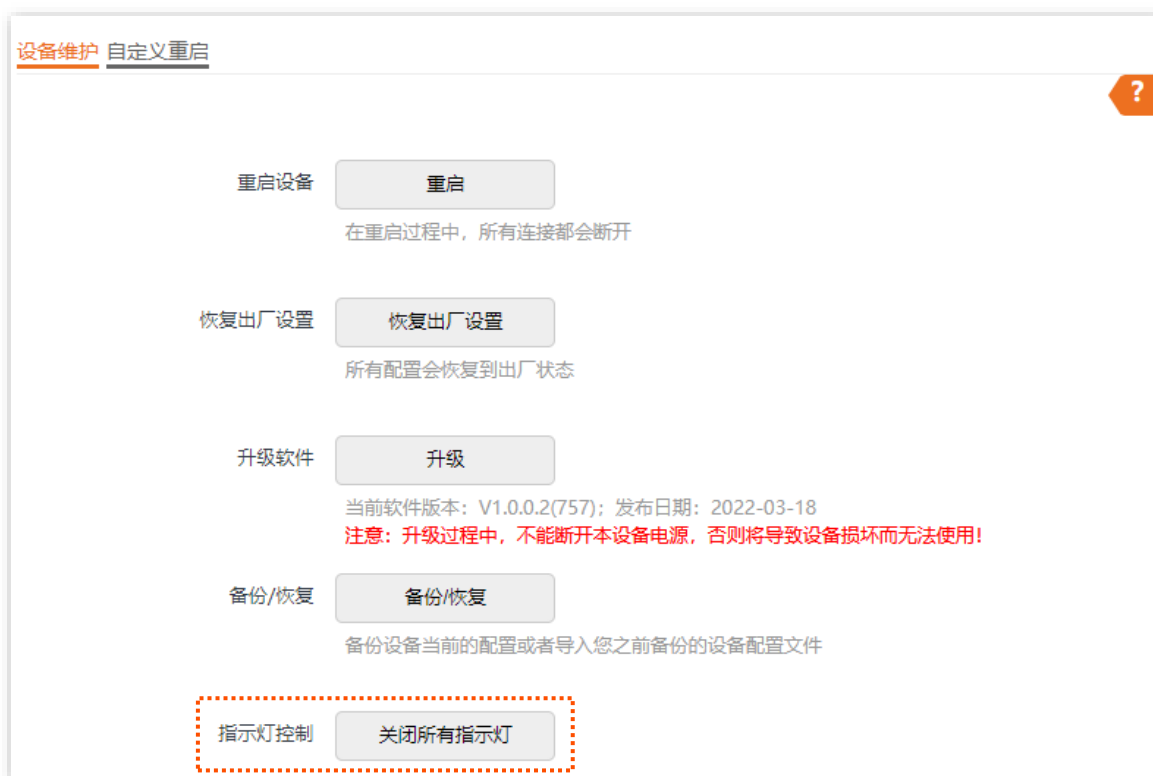 设备维护 自定义重启
?
重启设备 重启
在重启过程中，所有连接都会断开
恢复出厂设置 恢复出厂设置
所有配置会恢复到出厂状态
升级软件 升级
当前软件版本：V1.0.0.2(757)；发布日期：2022-03-18
注意：升级过程中，不能断开本设备电源，否则将导致设备损坏而无法使用！
备份/恢复 备份/恢复
备份设备当前的配置或者导入您之前备份的设备配置文件
指示灯控制 关闭所有指示灯